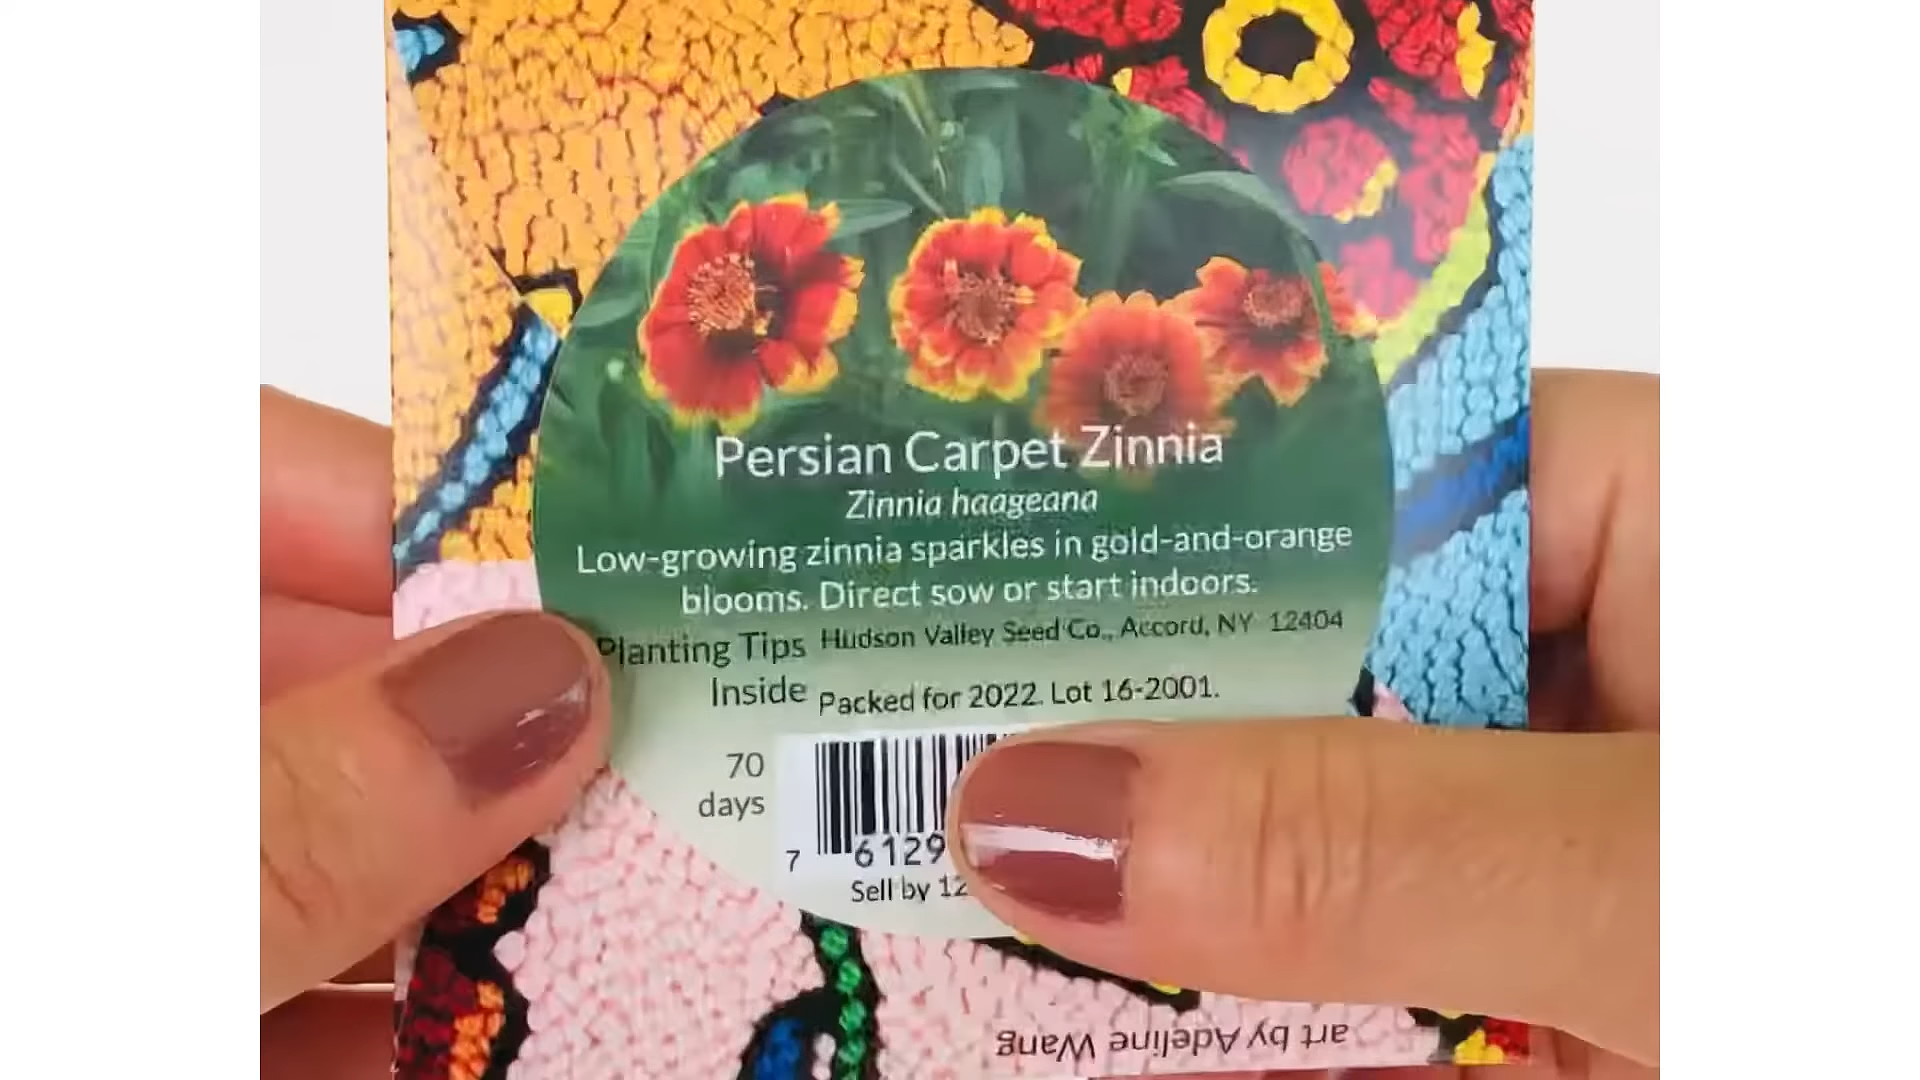 Persian Carpet Zinnia
Zinnia haageana
Low-growing zinnia sparkles in gold-and-orange
blooms. Direct sow or start indoors.
Planting Tips
Inside
Hudson Valley Seed Co., Accord, NY 12404
Packed for 2022. Lot 16-2001.
70
days
7 6129
Sell by 12
art by Adeline Wang